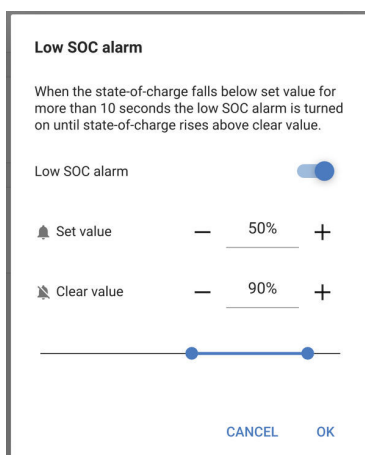 Low SOC alarm
When the state-of-charge falls below set value for
more than 10 seconds the low SOC alarm is turned
on until state-of-charge rises above clear value.
Low SOC alarm
Set value — 50% +
Clear value — 90% +
CANCEL OK